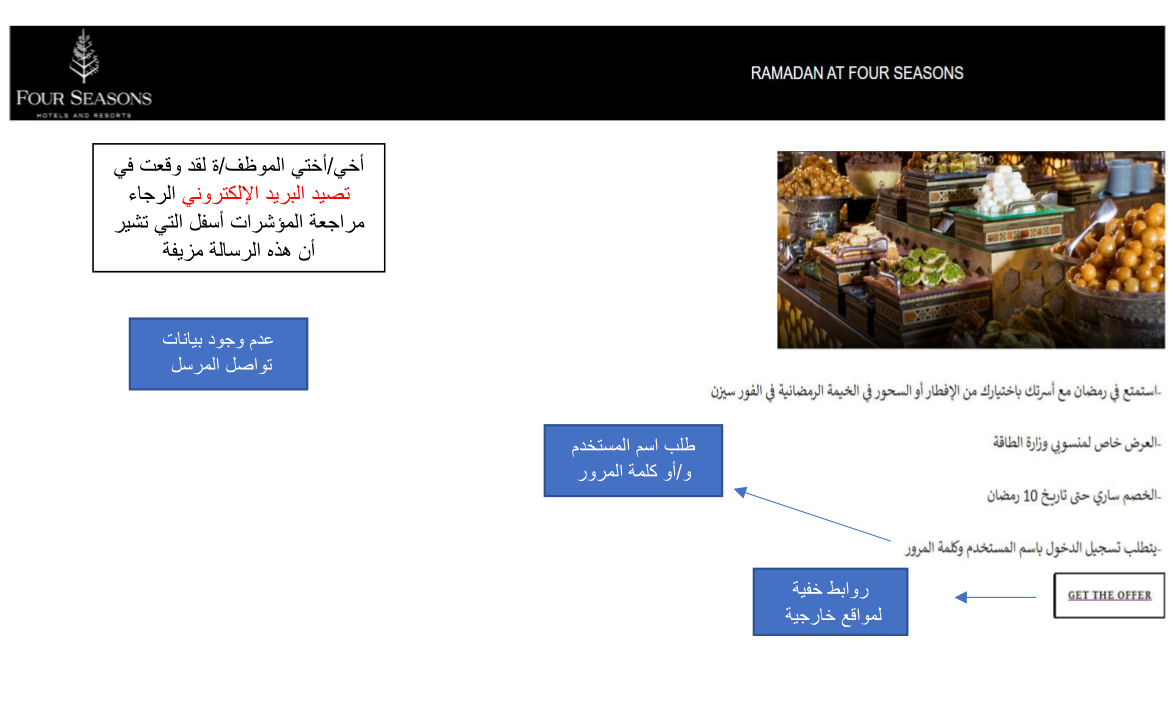 FOUR SEASONS
HOTELS AND RESORTS
RAMADAN AT FOUR SEASONS
أخي/أختي الموظف/ة لقد وقعت في
تصيد البريد الإلكتروني الرجاء
مراجعة المؤشرات أسفل التي تشير
أن هذه الرسالة مزيفة
عدم وجود بيانات
تواصل المرسل
-استمتع في رمضان مع أسرتك باختيارك من الإفطار أو السحور في الخيمة الرمضانية في الفور سيزن
طلب اسم المستخدم
و/أو كلمة المرور
-العرض خاص لمنسوبي وزارة الطاقة
-الخصم ساري حتى تاريخ 10 رمضان
-يتطلب تسجيل الدخول باسم المستخدم وكلمة المرور
روابط خفية
لمواقع خارجية
GET THE OFFER